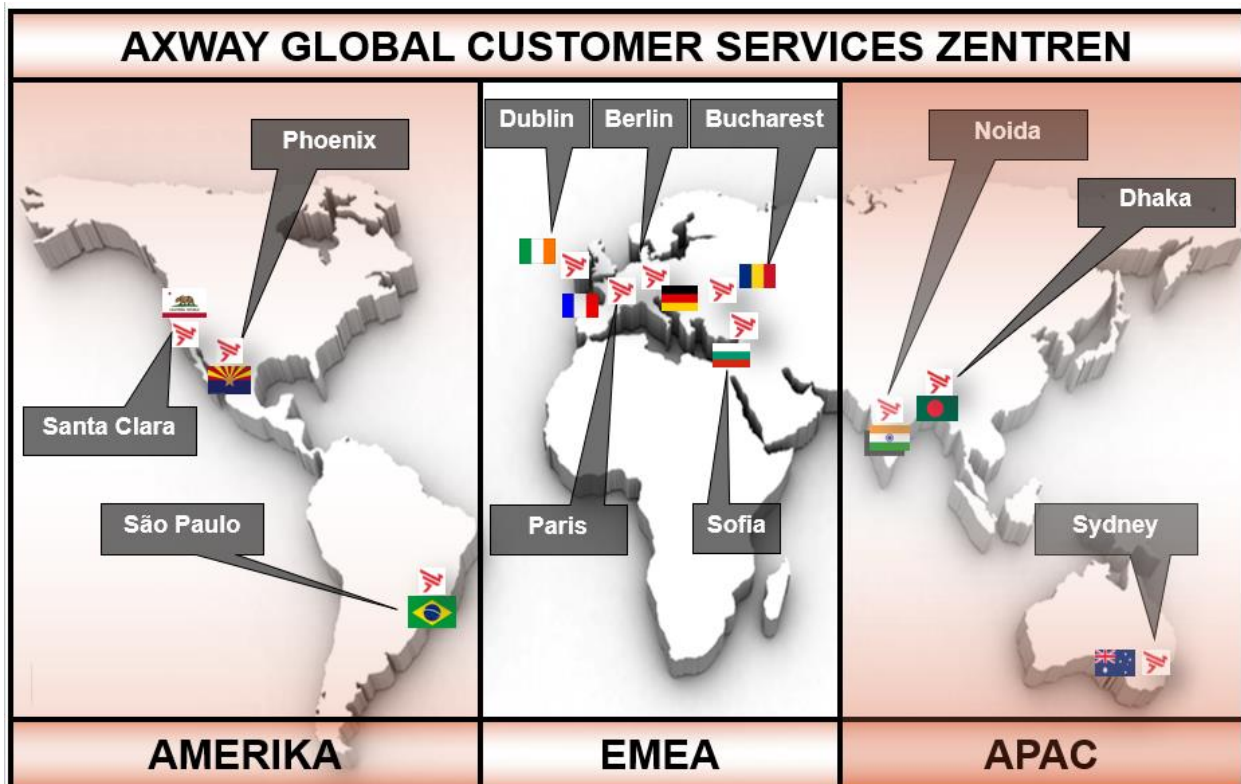 AXWAY GLOBAL CUSTOMER SERVICES ZENTREN
Phoenix
Santa Clara
São Paulo
Dublin
Berlin
Bucharest
Paris
Sofia
Noida
Dhaka
Sydney
AMERIKA
EMEA
APAC